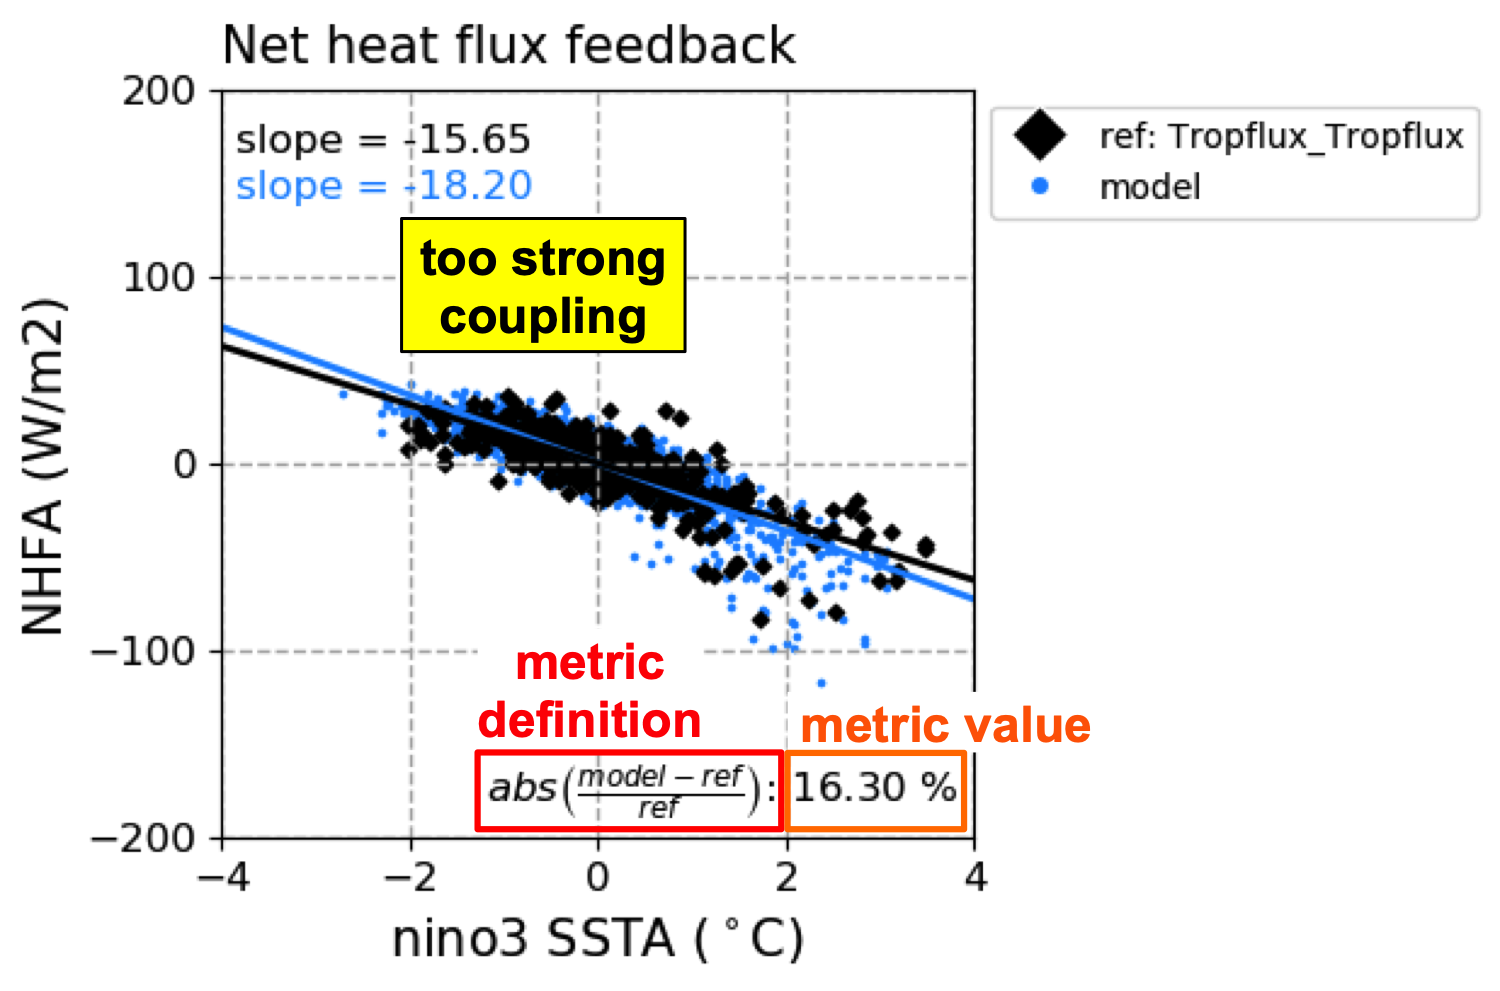 Net heat flux feedback
200
100
0
−100
−200
NHFA (W/m2)
slope = -15.65
slope = -18.20
too strong
coupling
ref: Tropflux_Tropflux
model
metric
definition
metric value
abs(model − ref / ref): 16.30 %
−4
−2
0
2
4
nino3 SSTA (°C)